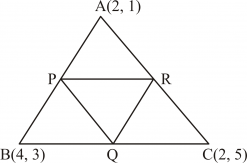 A(2, 1)
P R
B(4, 3) Q C(2, 5)